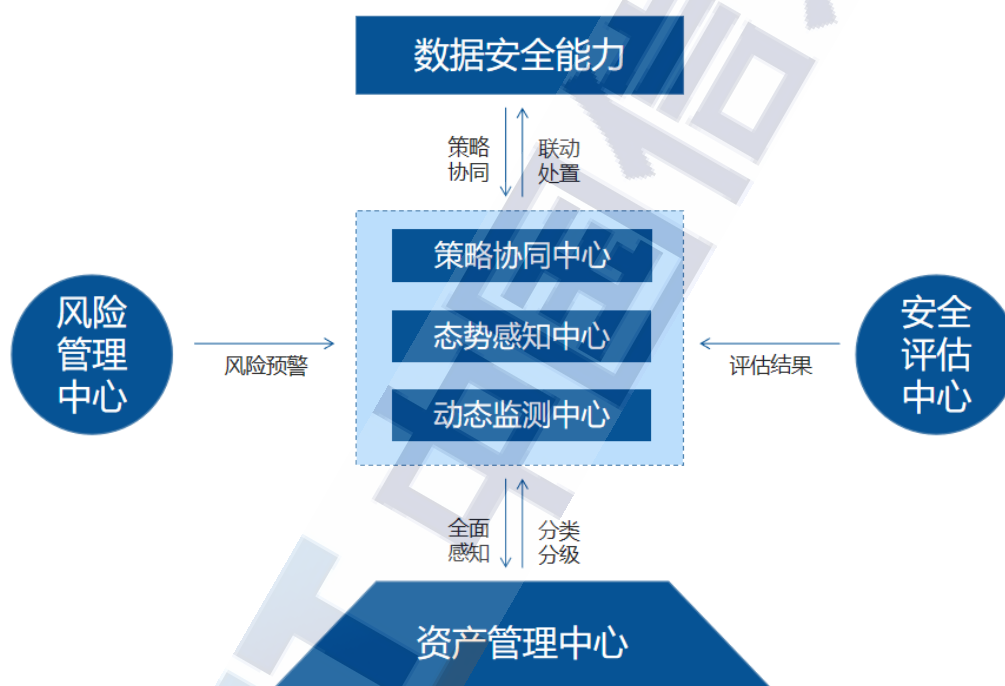 数据安全能力
策略
协同
联动
处置
策略协同中心
态势感知中心
动态监测中心
风险
管理
中心
风险预警
评估结果
安全
评估
中心
全面
感知
分类
分级
资产管理中心
中国信